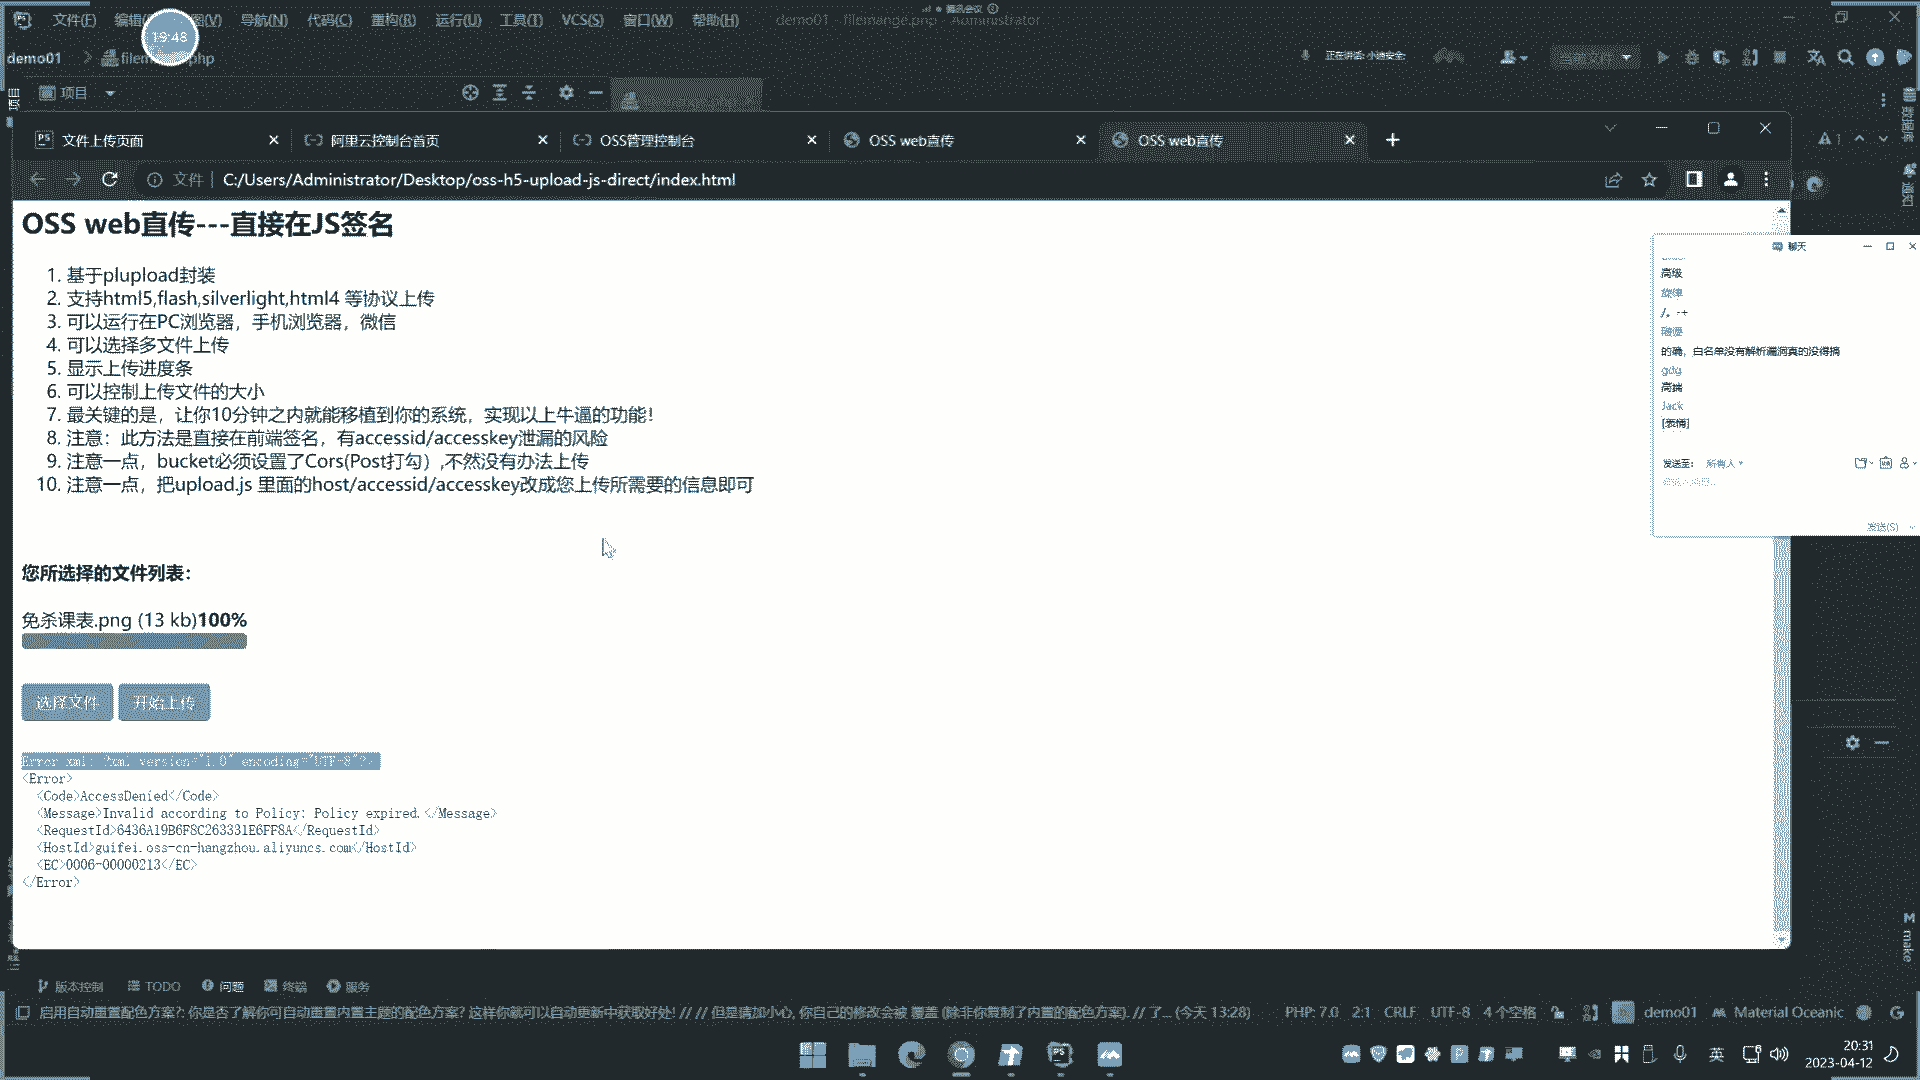 文件(F) 导航(N) 代码(C) 重构(R) 运行(U) 工具(T) VCS(S) 窗口(W) 帮助(H) demo01 - filemange.php - Administrator
19:48
demo01
正在讲话: 小迪安全;
当前文件
项目
文件上传页面
阿里云控制台首页
OSS管理控制台
OSS web直传
OSS web直传
文件 C:/Users/Administrator/Desktop/oss-h5-upload-js-direct/index.html
OSS web直传---直接在JS签名
1. 基于plupload封装
2. 支持html5,flash,silverlight,html4 等协议上传
3. 可以运行在PC浏览器，手机浏览器，微信
4. 可以选择多文件上传
5. 显示上传进度条
6. 可以控制上传文件的大小
7. 最关键的是，让你10分钟之内就能移植到你的系统，实现以上牛逼的功能！
8. 注意：此方法是直接在前端签名，有accessid/accesskey泄漏的风险
9. 注意一点，bucket必须设置了Cors(Post打勾）,不然没有办法上传
10. 注意一点，把upload.js 里面的host/accessid/accesskey改成您上传所需要的信息即可
您所选择的文件列表：
免杀课表.png (13 kb)100%
选择文件 开始上传
Error xml: ?xml version="1.0" encoding="UTF-8"?>
<Error>
<Code>AccessDenied</Code>
<Message>Invalid according to Policy: Policy expired.</Message>
<RequestId>6436A19B6F8C263331E6FF8A</RequestId>
<HostId>guifei.oss-cn-hangzhou.aliyuncs.com</HostId>
<EC>0006-00000213</EC>
</Error>
聊天
高级
旋律
的确，白名单没有解析漏洞真的没得搞
gdg
高端
Jack
[表情]
发送至: 所有人
发送(S)
数据库
通知
make
版本控制 TODO 问题 终端 服务
启用自动重置配色方案?: 你是否了解你可自动重置内置主题的配色方案? 这样你就可以自动更新中获取好处! // // 但是请加小心, 你自己的修改会被 覆盖 (除非你复制了内置的配色方案). // 了... (今天 13:28)
PHP: 7.0 2:1 CRLF UTF-8 4 个空格 demo01 Material Oceanic
英
20:31
2023-04-12